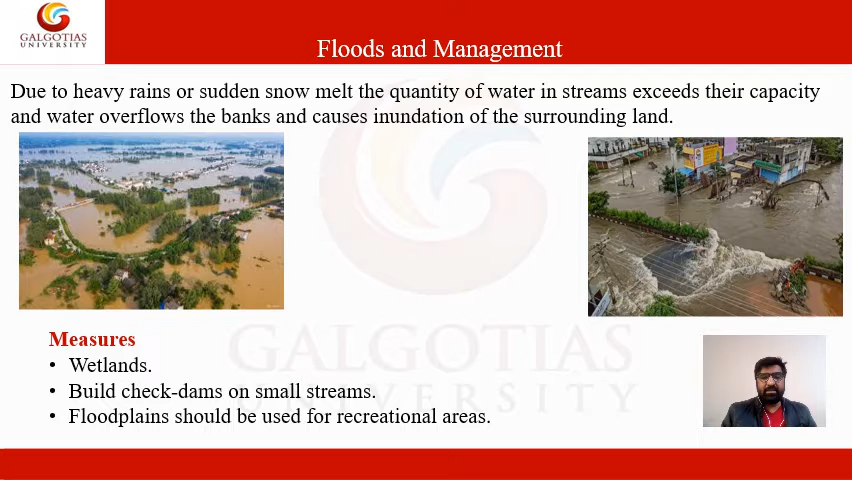 GALGOTIAS
UNIVERSITY
Floods and Management
Due to heavy rains or sudden snow melt the quantity of water in streams exceeds their capacity
and water overflows the banks and causes inundation of the surrounding land.
Measures
• Wetlands.
• Build check-dams on small streams.
• Floodplains should be used for recreational areas.
GALGOTIAS
UNIVERSITY